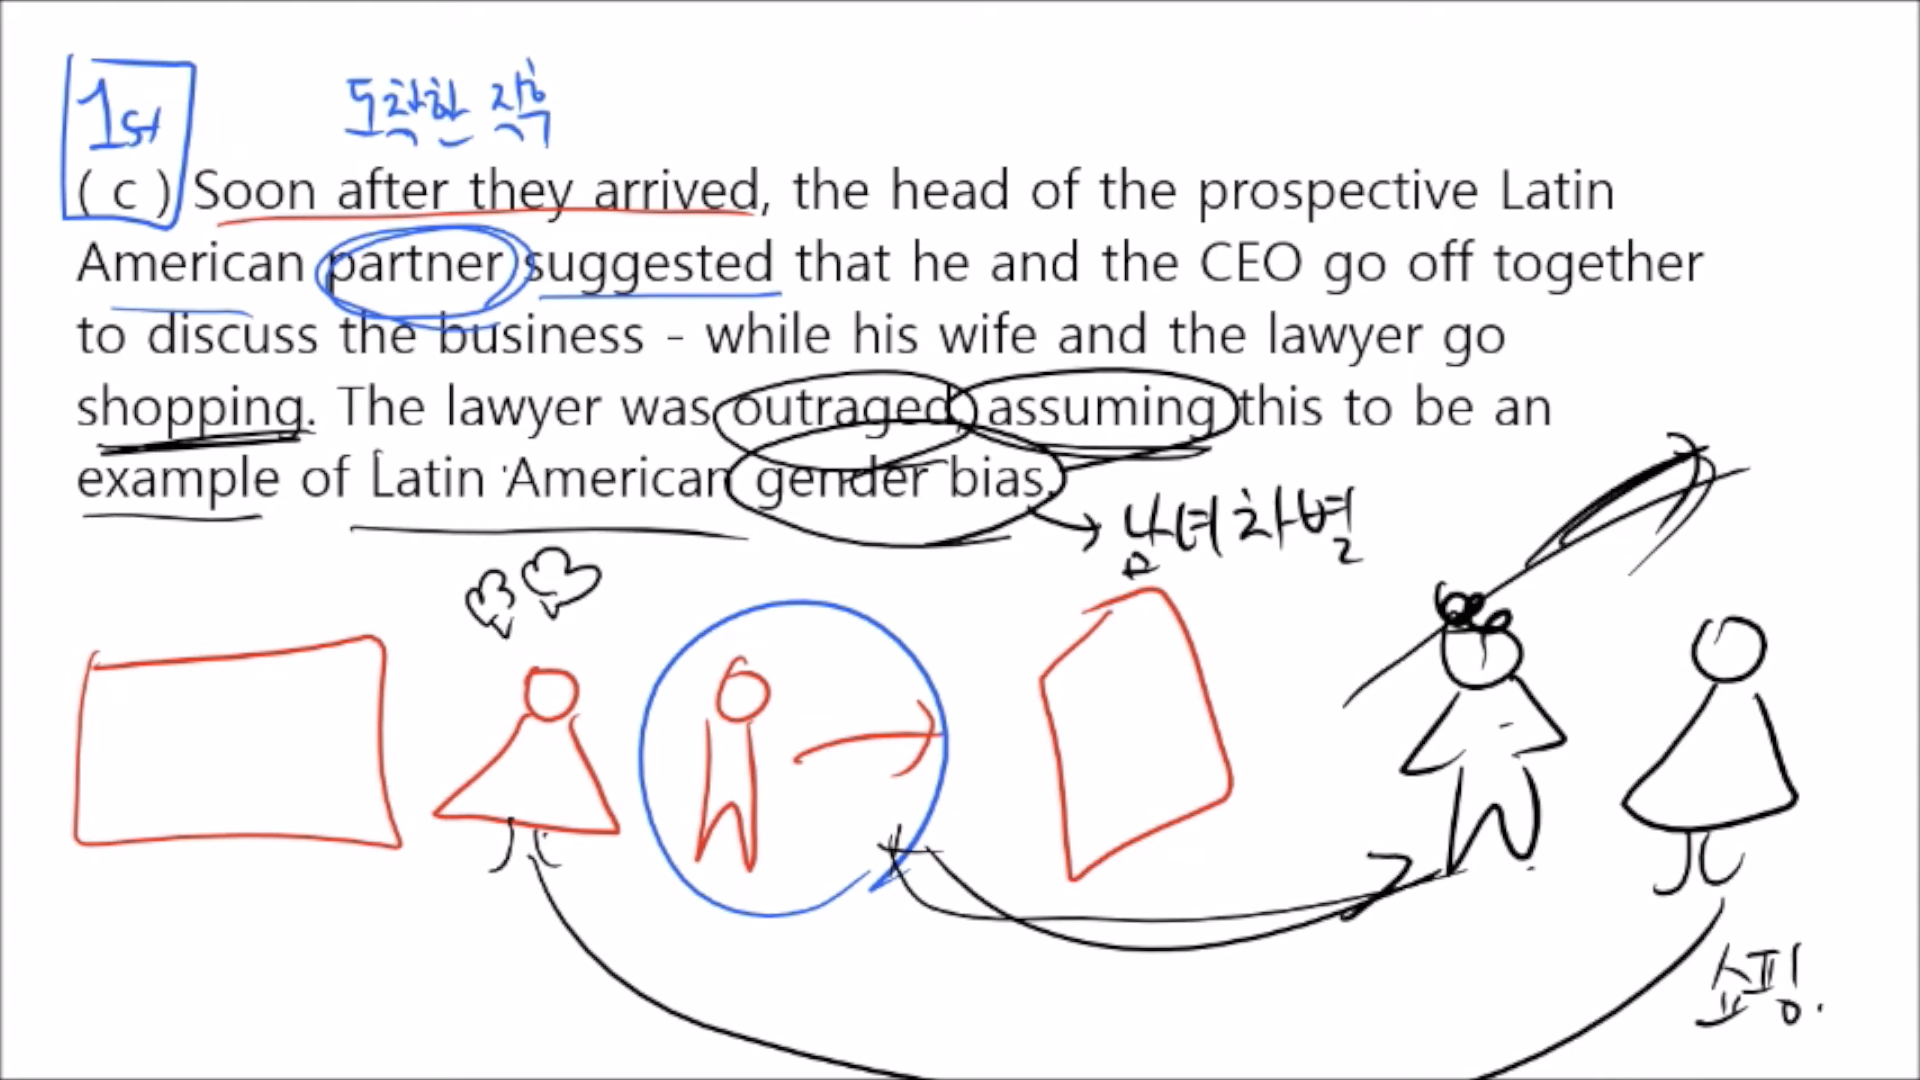 1st
도착한 직후
( c ) Soon after they arrived, the head of the prospective Latin
American partner suggested that he and the CEO go off together
to discuss the business - while his wife and the lawyer go
shopping. The lawyer was outraged, assuming this to be an
example of Latin American gender bias.
남녀차별
쇼핑.